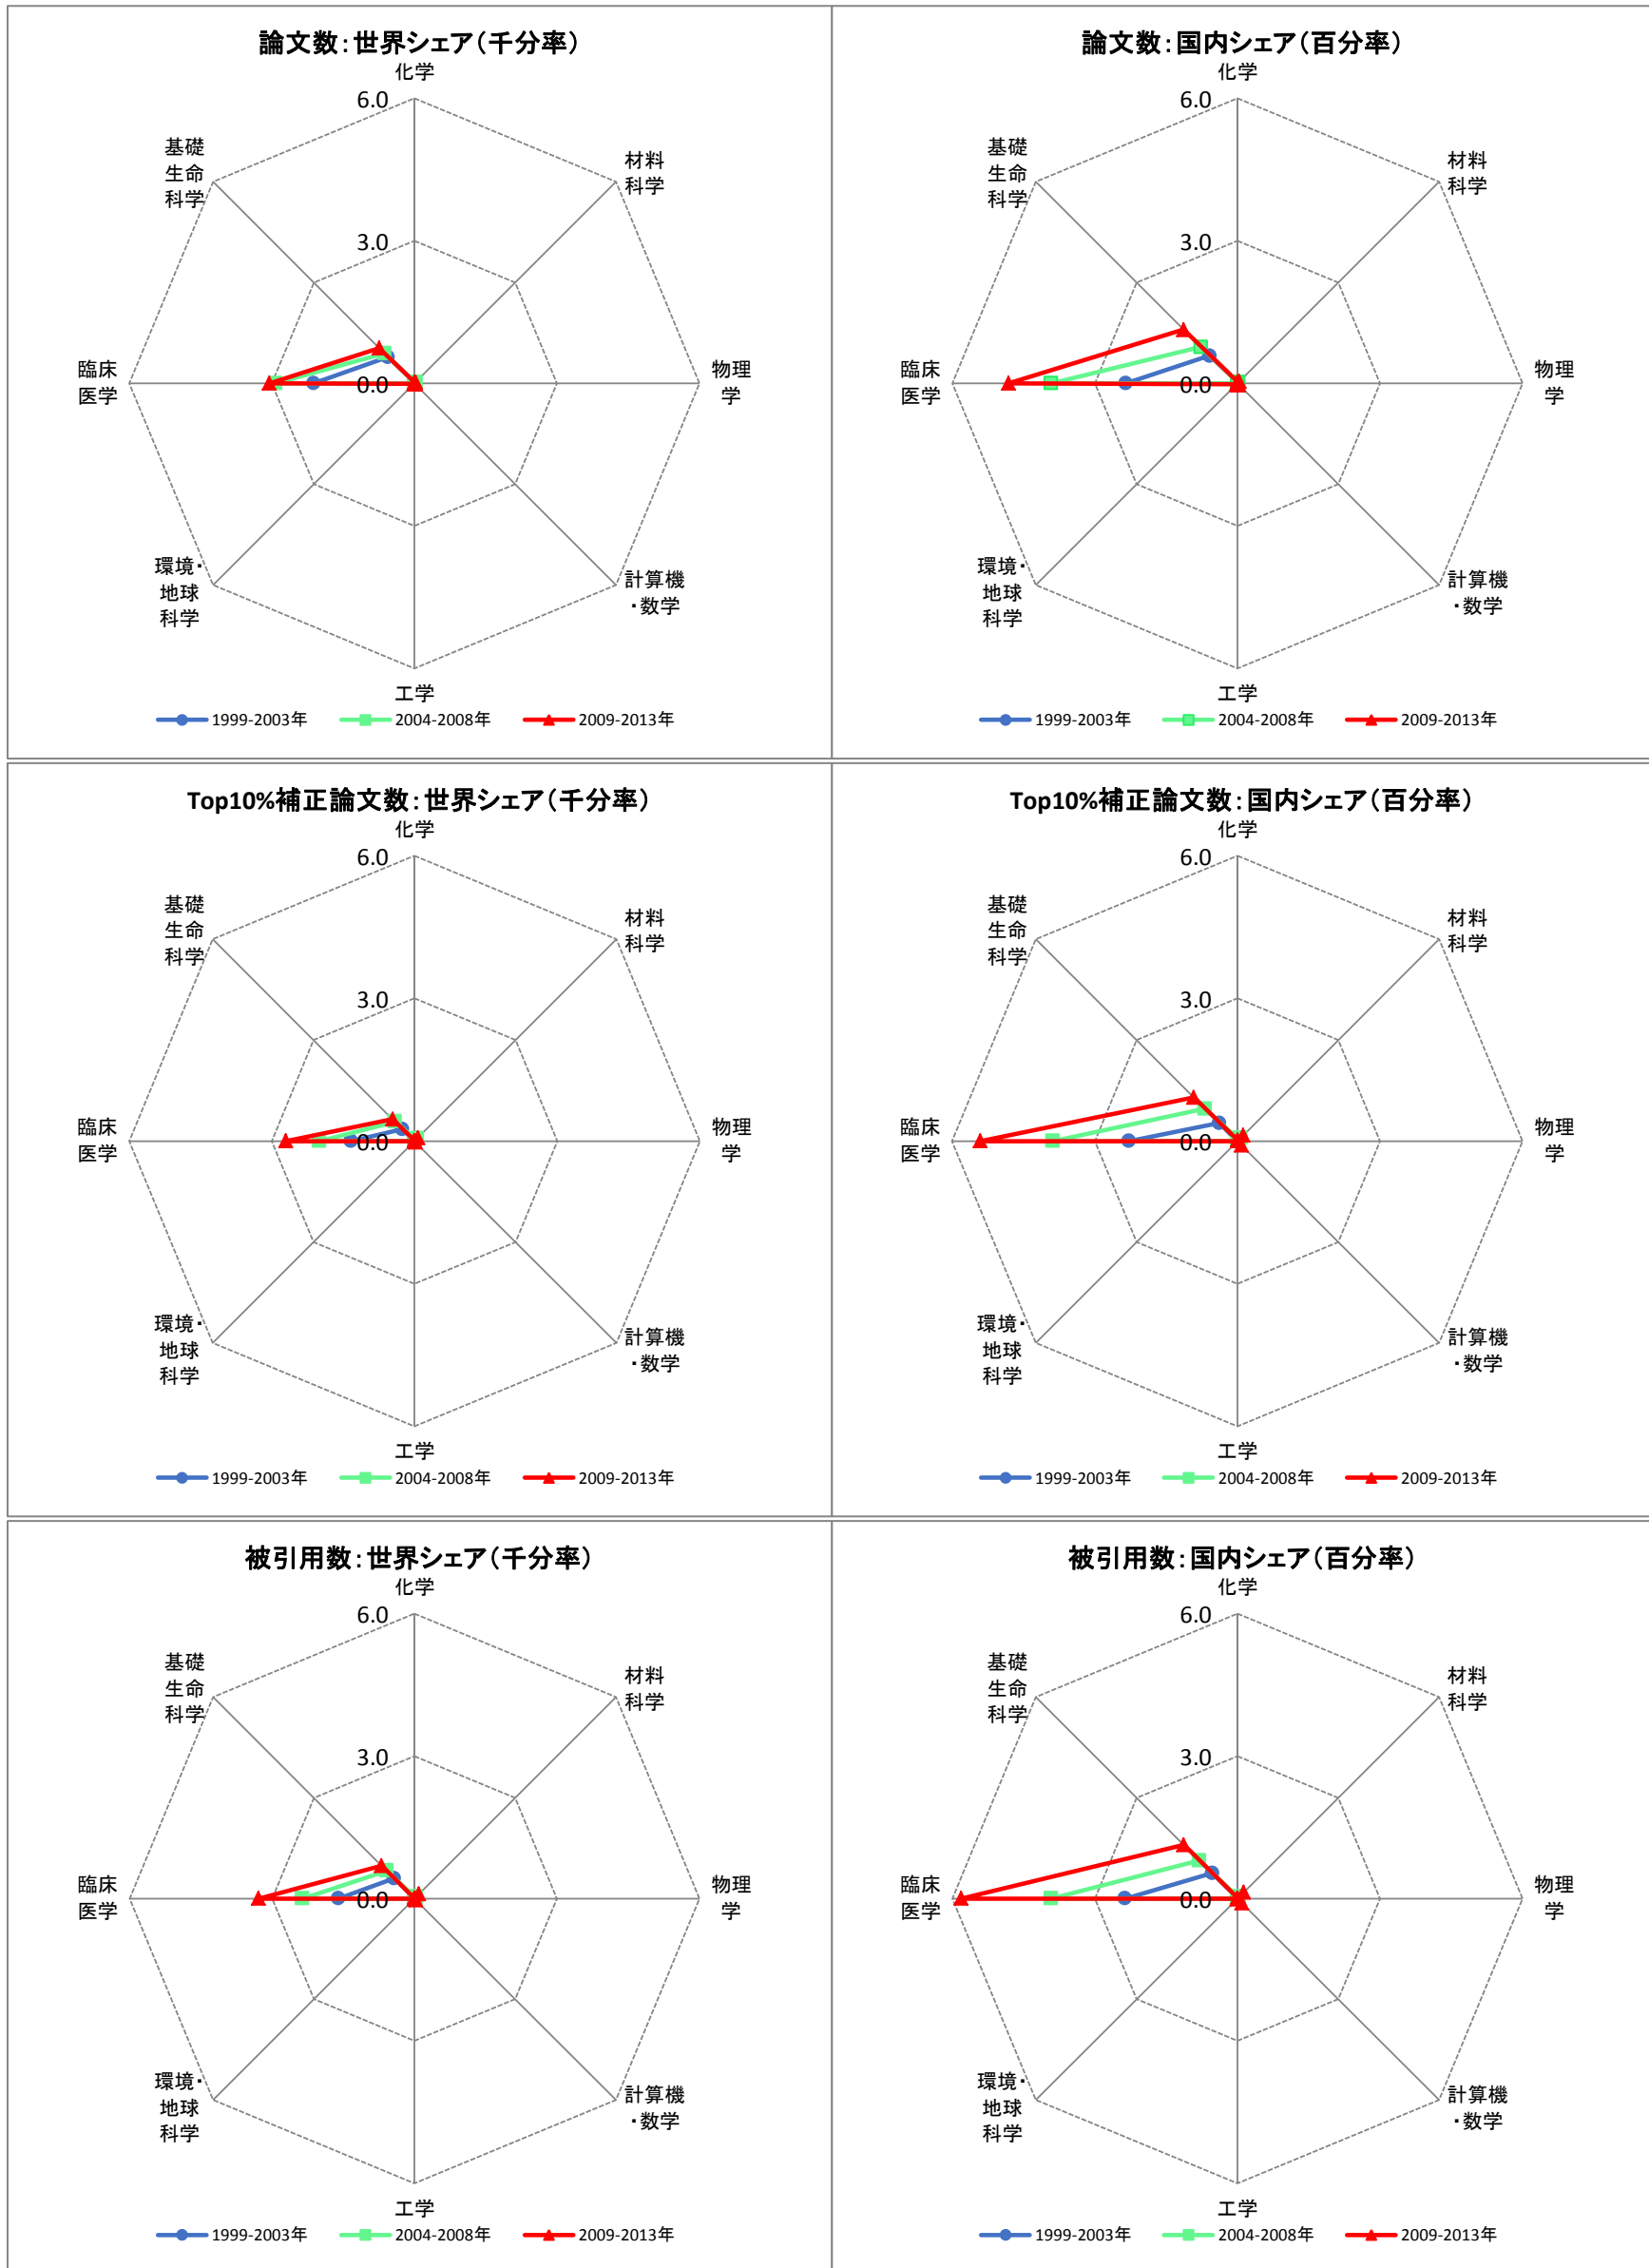 論文数：世界シェア（千分率）
化学
6.0
基礎
生命
科学
材料
科学
3.0
臨床
医学
0.0
物理
学
環境・
地球
科学
計算機
・数学
工学
1999-2003年 2004-2008年 2009-2013年
論文数：国内シェア（百分率）
化学
6.0
基礎
生命
科学
材料
科学
3.0
臨床
医学
0.0
物理
学
環境・
地球
科学
計算機
・数学
工学
1999-2003年 2004-2008年 2009-2013年
Top10%補正論文数：世界シェア（千分率）
化学
6.0
基礎
生命
科学
材料
科学
3.0
臨床
医学
0.0
物理
学
環境・
地球
科学
計算機
・数学
工学
1999-2003年 2004-2008年 2009-2013年
Top10%補正論文数：国内シェア（百分率）
化学
6.0
基礎
生命
科学
材料
科学
3.0
臨床
医学
0.0
物理
学
環境・
地球
科学
計算機
・数学
工学
1999-2003年 2004-2008年 2009-2013年
被引用数：世界シェア（千分率）
化学
6.0
基礎
生命
科学
材料
科学
3.0
臨床
医学
0.0
物理
学
環境・
地球
科学
計算機
・数学
工学
1999-2003年 2004-2008年 2009-2013年
被引用数：国内シェア（百分率）
化学
6.0
基礎
生命
科学
材料
科学
3.0
臨床
医学
0.0
物理
学
環境・
地球
科学
計算機
・数学
工学
1999-2003年 2004-2008年 2009-2013年